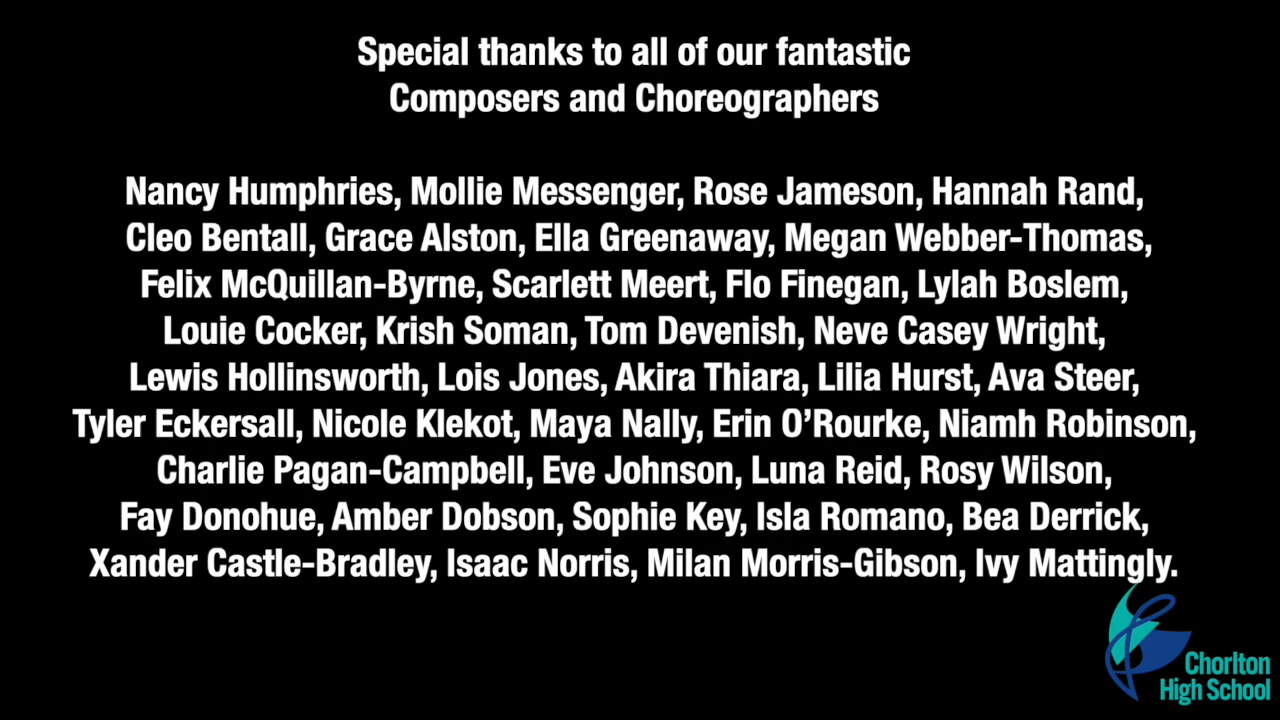 Special thanks to all of our fantastic
Composers and Choreographers
Nancy Humphries, Mollie Messenger, Rose Jameson, Hannah Rand,
Cleo Bentall, Grace Alston, Ella Greenaway, Megan Webber-Thomas,
Felix McQuillan-Byrne, Scarlett Meert, Flo Finegan, Lylah Boslem,
Louie Cocker, Krish Soman, Tom Devenish, Neve Casey Wright,
Lewis Hollinsworth, Lois Jones, Akira Thiara, Lilia Hurst, Ava Steer,
Tyler Eckersall, Nicole Klekot, Maya Nally, Erin O’Rourke, Niamh Robinson,
Charlie Pagan-Campbell, Eve Johnson, Luna Reid, Rosy Wilson,
Fay Donohue, Amber Dobson, Sophie Key, Isla Romano, Bea Derrick,
Xander Castle-Bradley, Isaac Norris, Milan Morris-Gibson, Ivy Mattingly.
Chorlton
High School